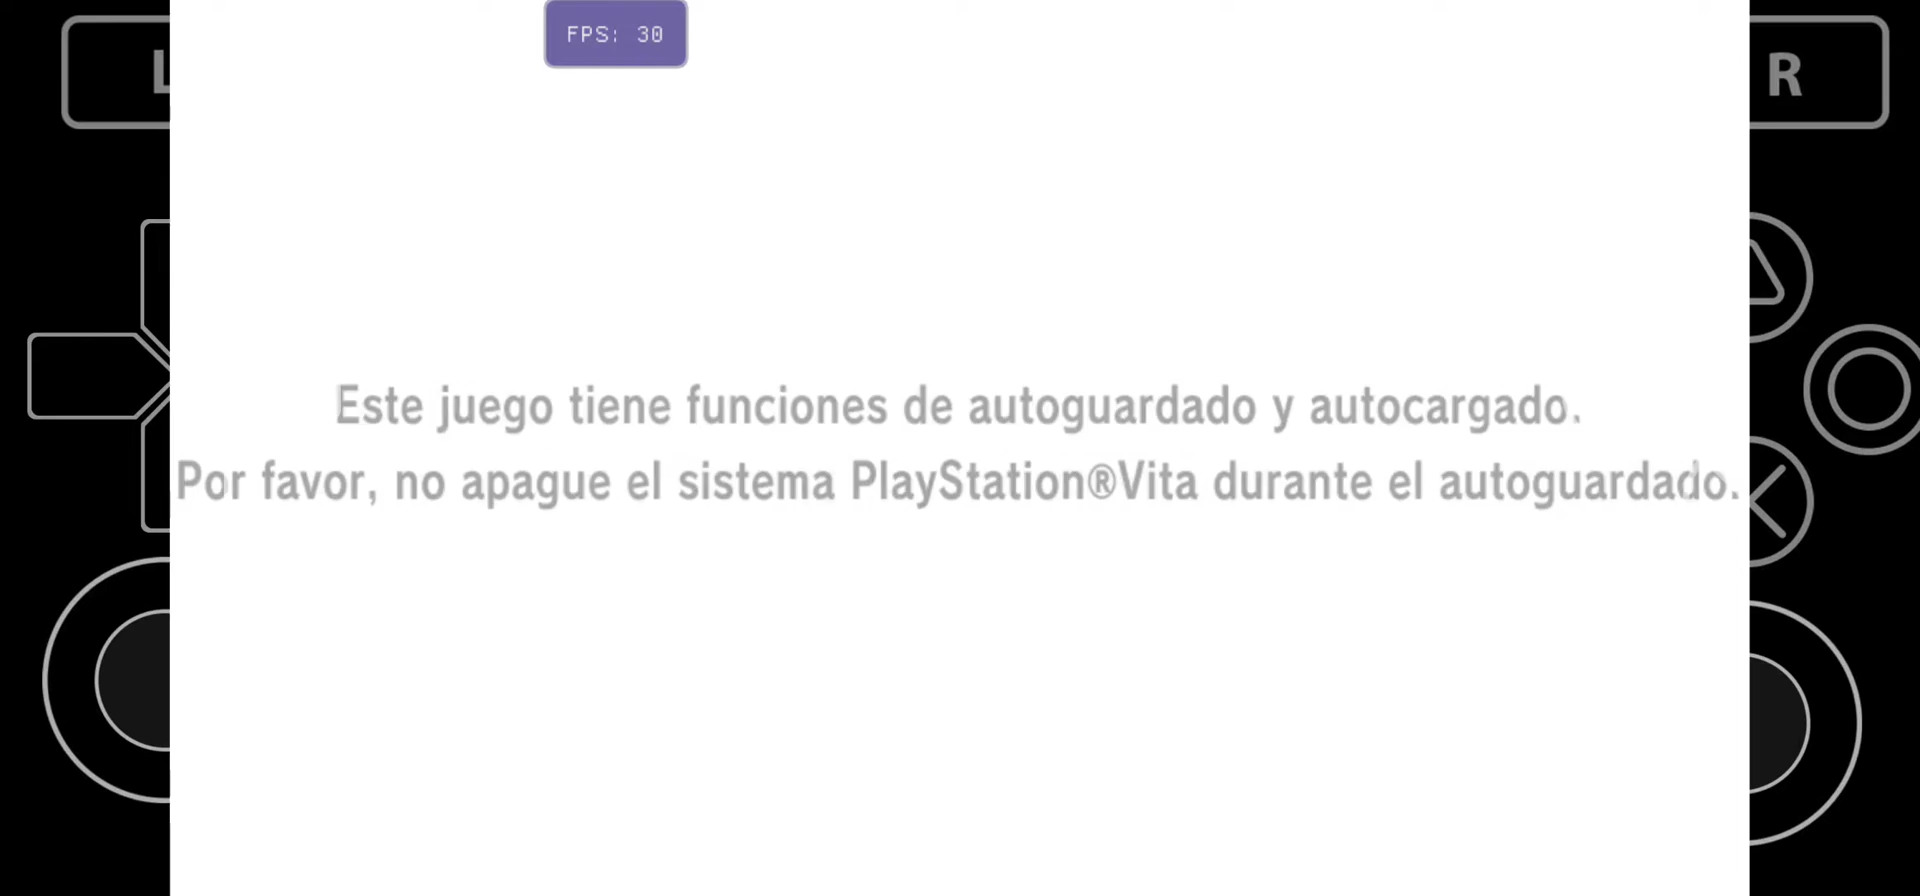 FPS: 30
L
R
Este juego tiene funciones de autoguardado y autocargado.
Por favor, no apague el sistema PlayStation®Vita durante el autoguardado.